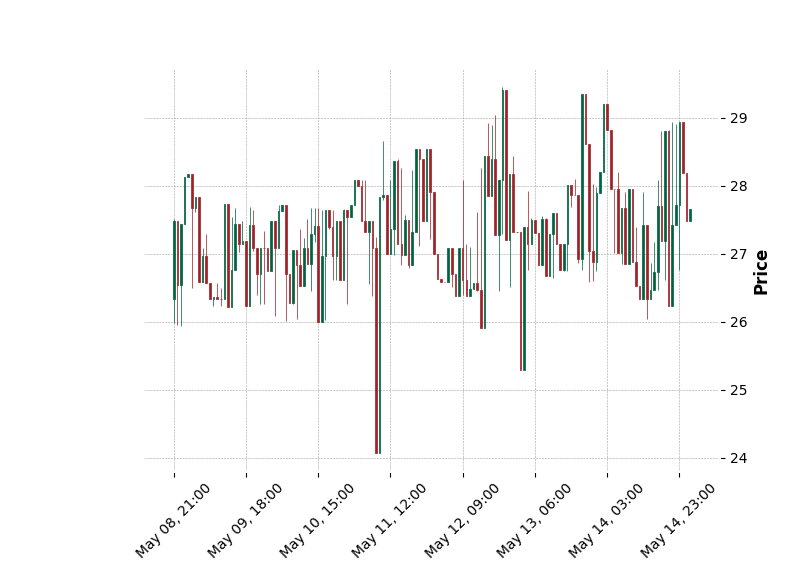 29
28
27
26
25
24
Price
May 08, 21:00
May 09, 18:00
May 10, 15:00
May 11, 12:00
May 12, 09:00
May 13, 06:00
May 14, 03:00
May 14, 23:00